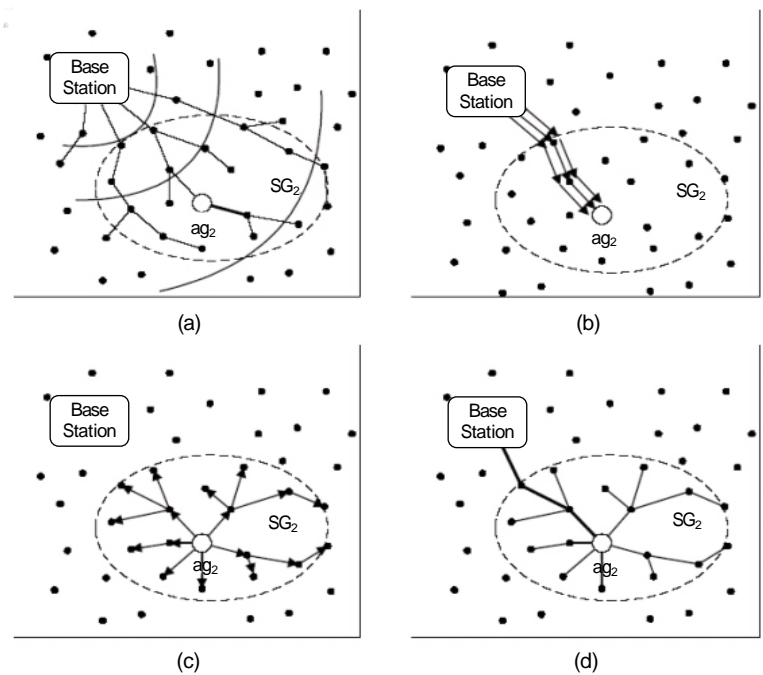 Base
Station
SG₂
ag₂
(a)
Base
Station
SG₂
ag₂
(b)
Base
Station
SG₂
ag₂
(c)
Base
Station
SG₂
ag₂
(d)